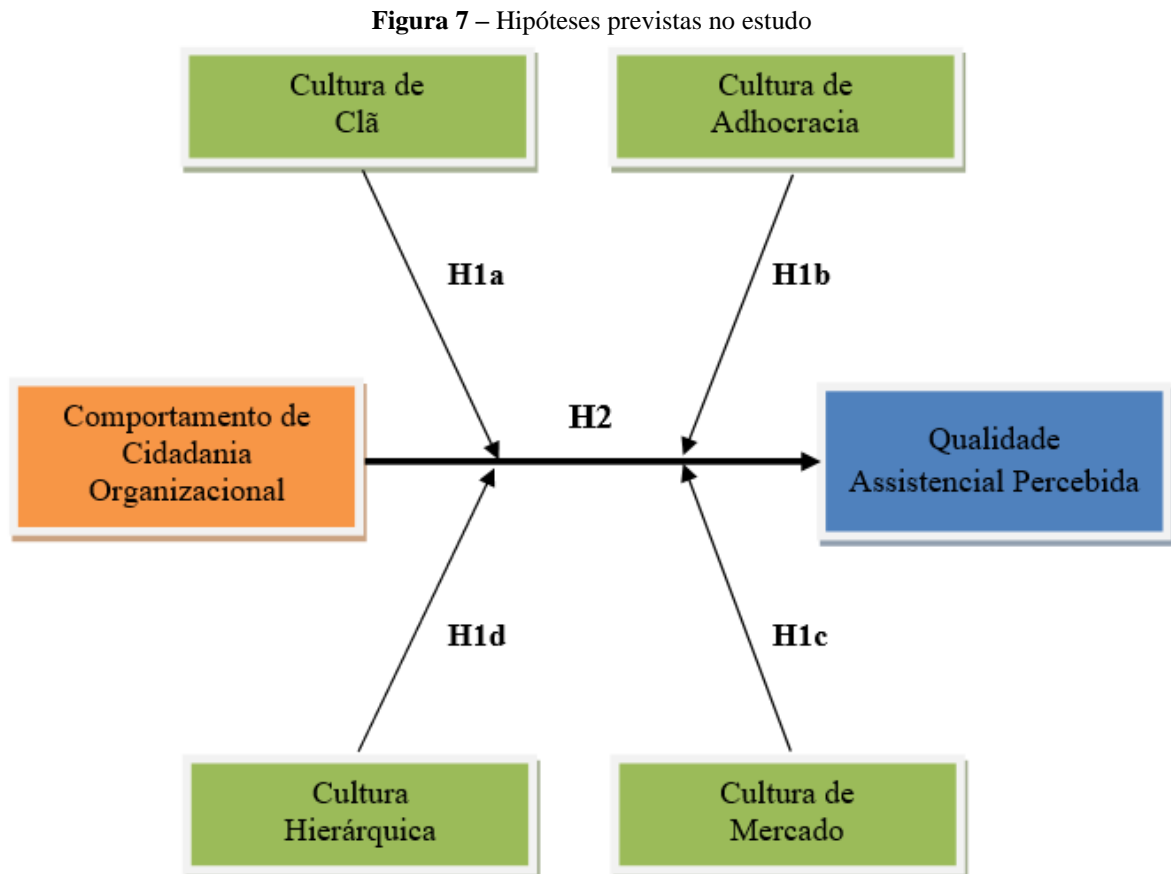 Figura 7 – Hipóteses previstas no estudo
Cultura de
Clã
Cultura de
Adhocracia
H1a
H1b
Comportamento de
Cidadania
Organizacional
H2
Qualidade
Assistencial Percebida
H1d
H1c
Cultura
Hierárquica
Cultura de
Mercado